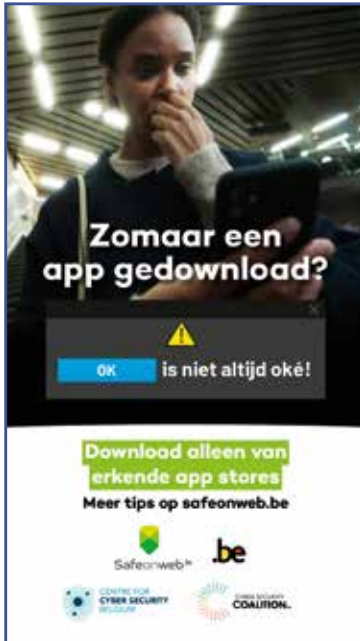 Zomaar een
app gedownload?
OK is niet altijd oké!
Download alleen van
erkende app stores
Meer tips op safeonweb.be
Safeonweb.be
.be
CENTRE FOR
CYBER SECURITY
BELGIUM
CYBER SECURITY
COALITION.be